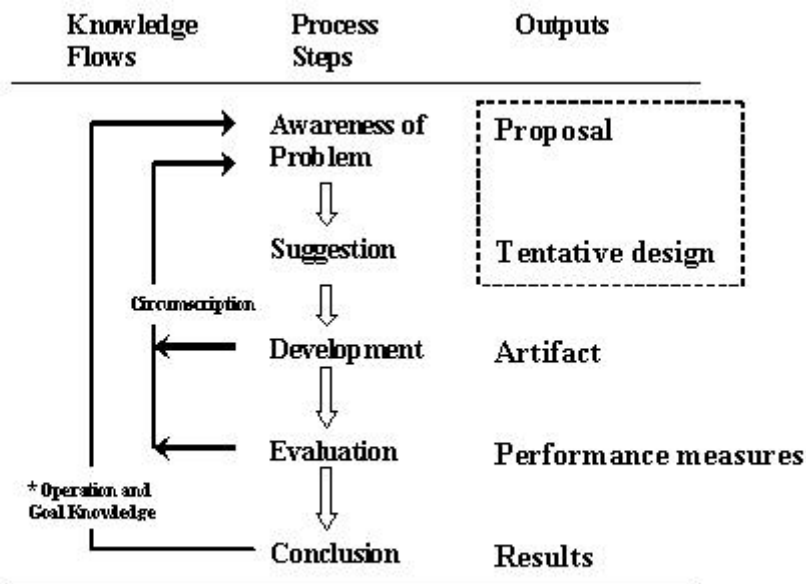 Knowledge Flows
Process Steps
Outputs
Awareness of Problem
Proposal
Suggestion
Tentative design
Circumscription
Development
Artifact
Evaluation
Performance measures
* Operation and Goal Knowledge
Conclusion
Results